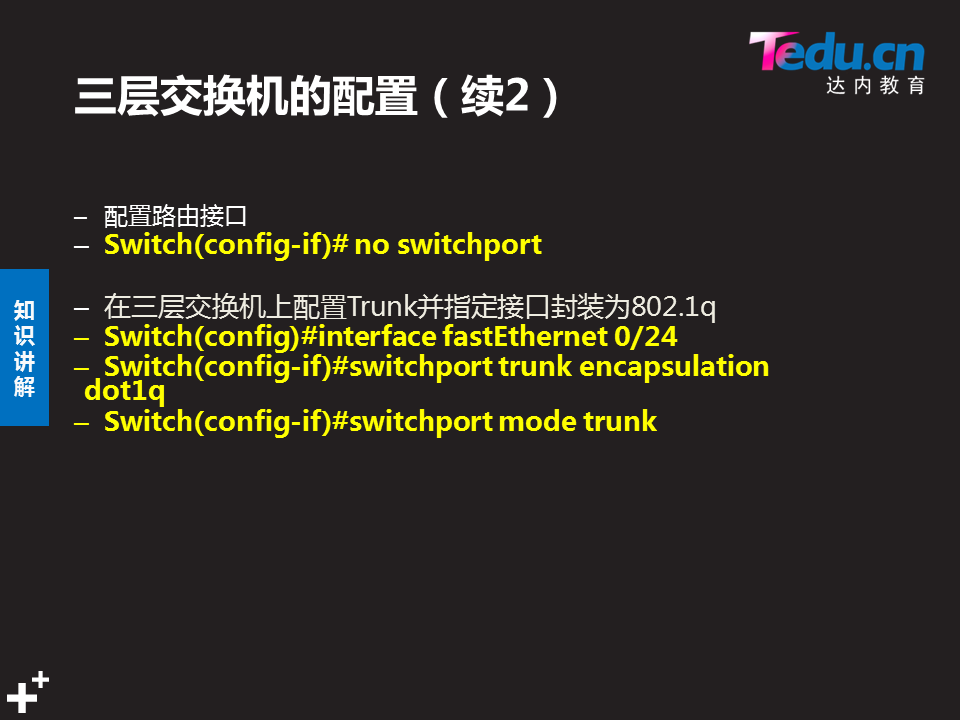 Tedu.cn
达内教育
三层交换机的配置（续2）
– 配置路由接口
– Switch(config-if)# no switchport
– 在三层交换机上配置Trunk并指定接口封装为802.1q
– Switch(config)#interface fastEthernet 0/24
– Switch(config-if)#switchport trunk encapsulation
dot1q
– Switch(config-if)#switchport mode trunk
知
识
讲
解